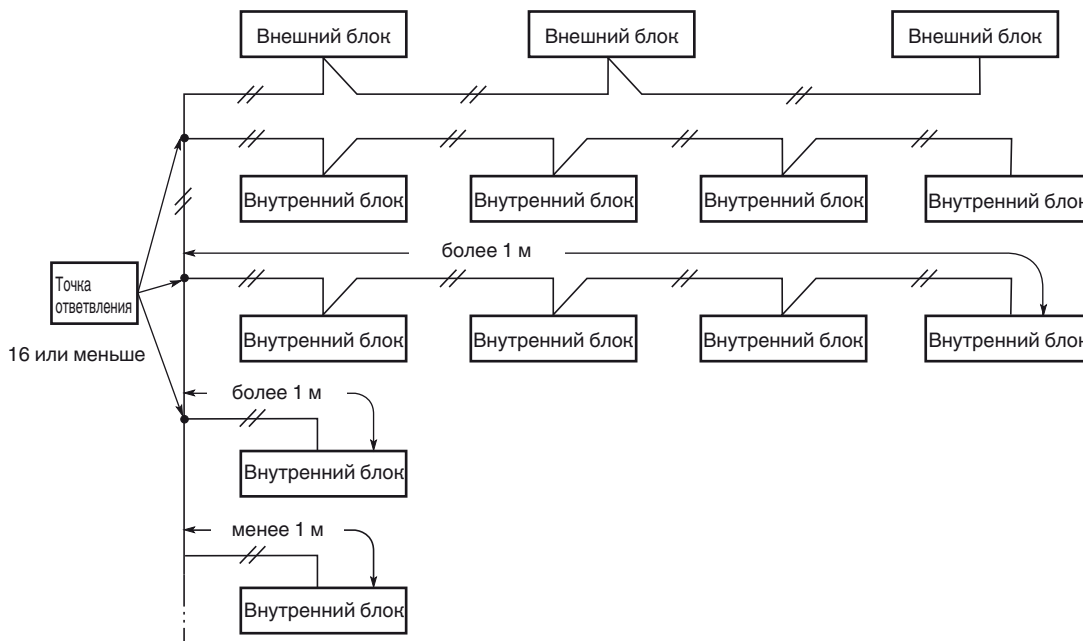 Внешний блок Внешний блок Внешний блок
Внутренний блок Внутренний блок Внутренний блок Внутренний блок
более 1 м
Точка
ответвления
Внутренний блок Внутренний блок Внутренний блок Внутренний блок
16 или меньше
более 1 м
Внутренний блок
менее 1 м
Внутренний блок